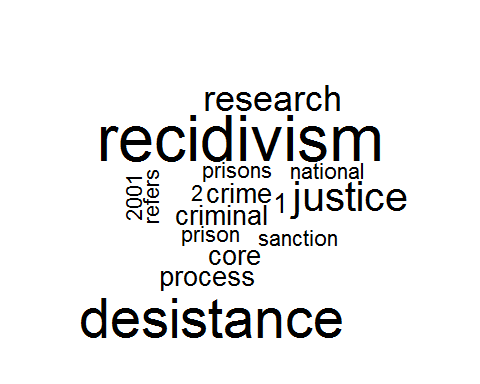 research
recidivism
prisons national
2001 refers 2 crime 1 justice
criminal
prison sanction
core
process
desistance